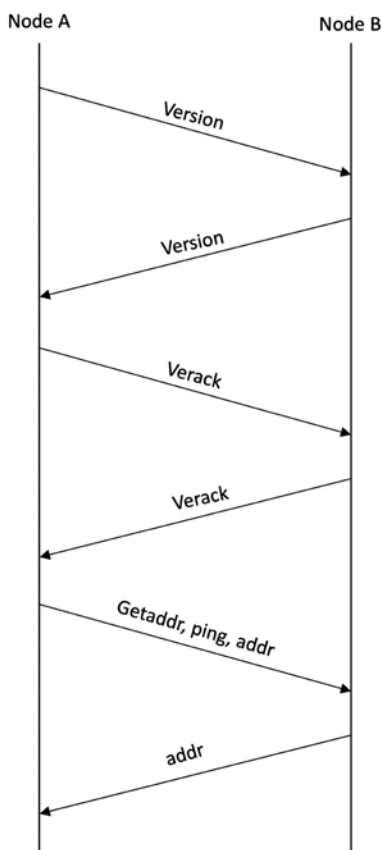 Node A
Node B
Version
Version
Verack
Verack
Getaddr, ping, addr
addr